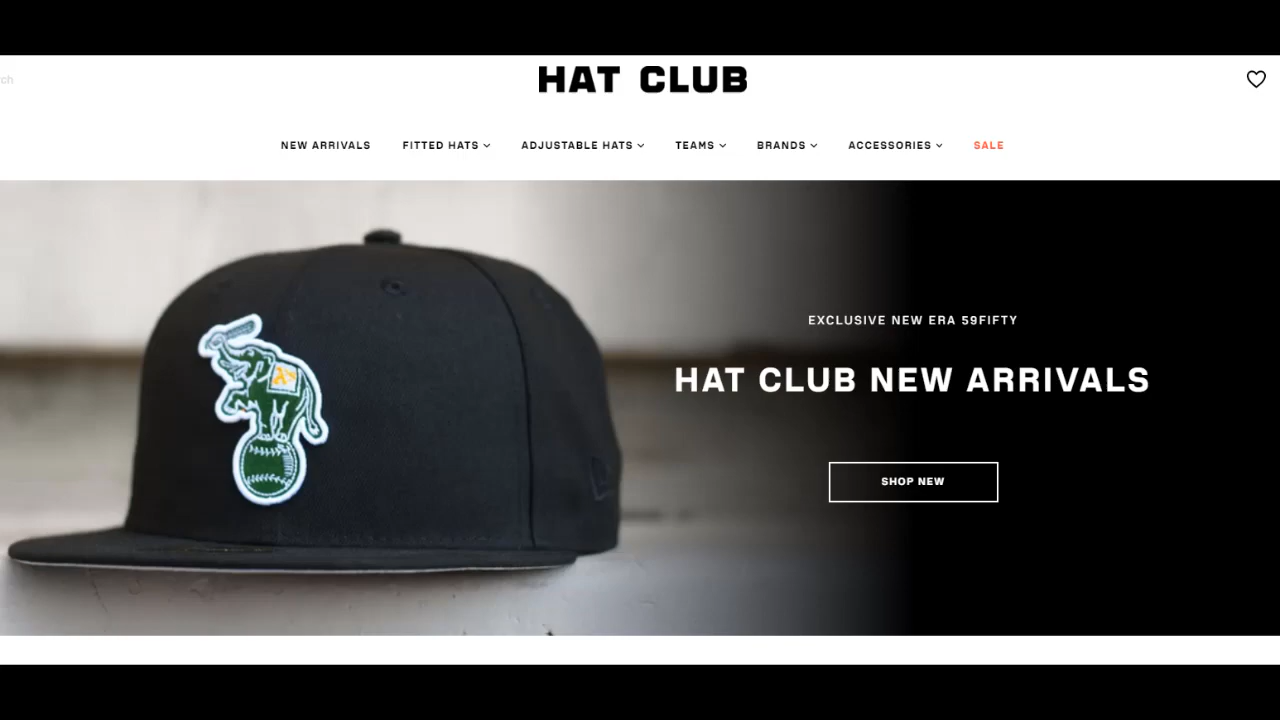 ch
HAT CLUB
NEW ARRIVALS FITTED HATS ADJUSTABLE HATS TEAMS BRANDS ACCESSORIES SALE
A's
EXCLUSIVE NEW ERA 59FIFTY
HAT CLUB NEW ARRIVALS
SHOP NEW